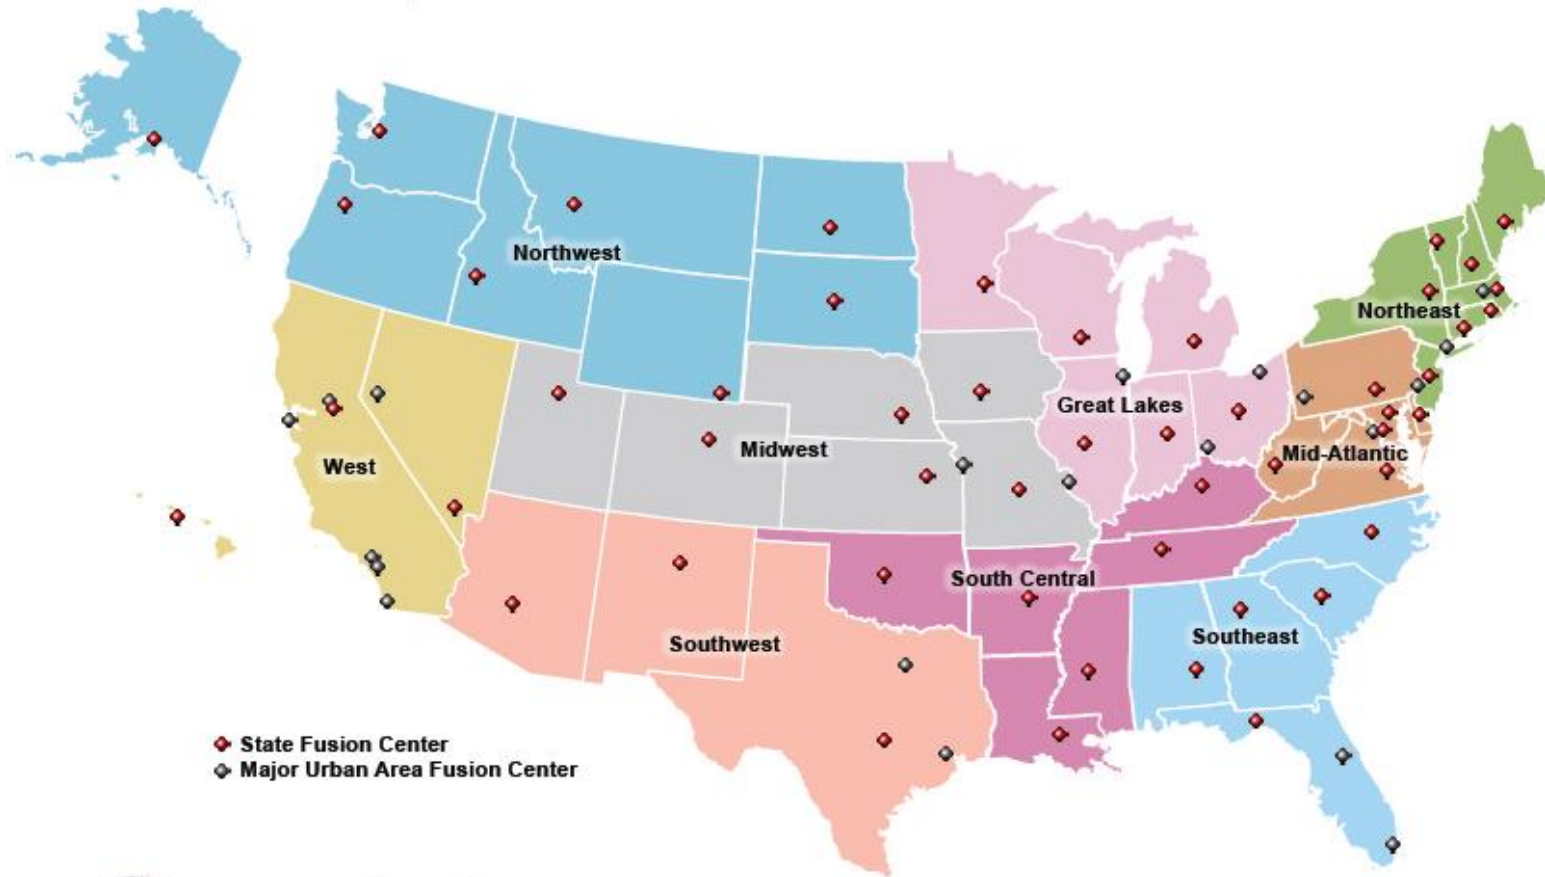 Northwest
Northeast
Great Lakes
Midwest
Mid-Atlantic
West
South Central
Southeast
Southwest
State Fusion Center
Major Urban Area Fusion Center